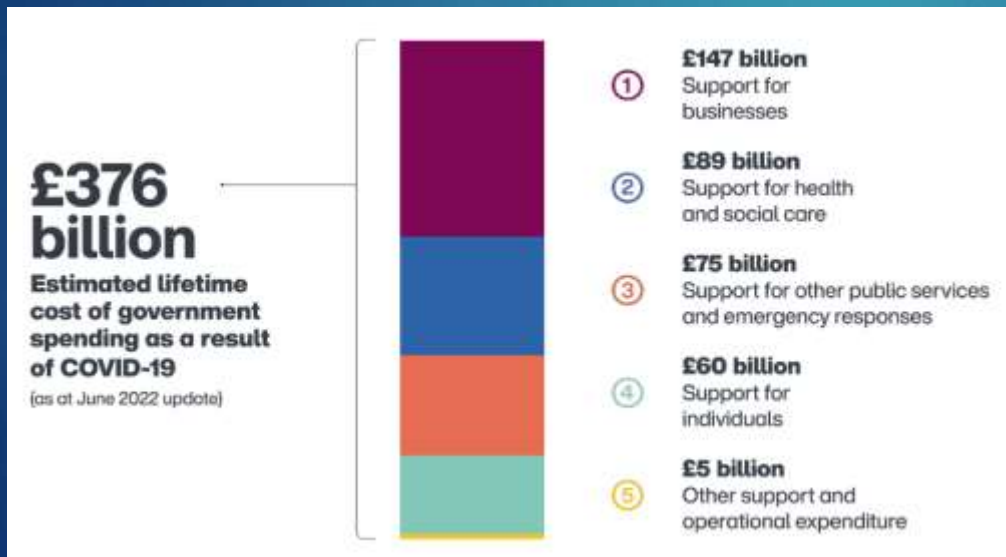 £376
billion
Estimated lifetime
cost of government
spending as a result
of COVID-19
(as at June 2022 update)
1
£147 billion
Support for
businesses
2
£89 billion
Support for health
and social care
3
£75 billion
Support for other public services
and emergency responses
4
£60 billion
Support for
individuals
5
£5 billion
Other support and
operational expenditure